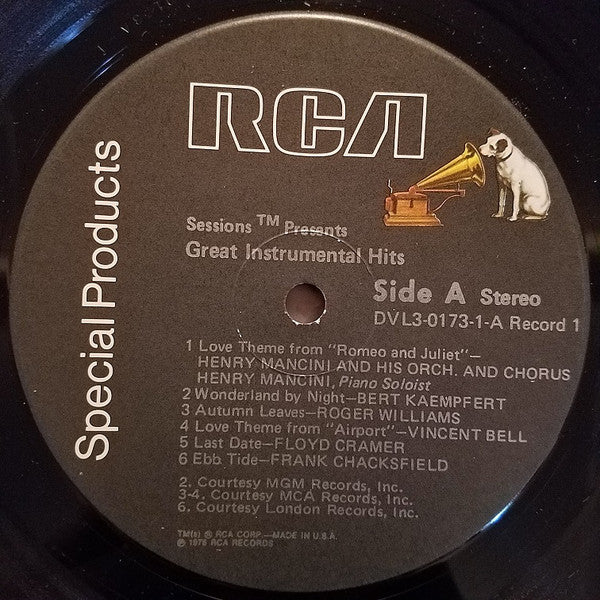 RCA
Special Products
Sessions TM Presents
Great Instrumental Hits
Side A Stereo
DVL3-0173-1-A Record 1
1 Love Theme from "Romeo and Juliet"—
HENRY MANCINI AND HIS ORCH. AND CHORUS
HENRY MANCINI, Piano Soloist
2 Wonderland by Night—BERT KAEMPFERT
3 Autumn Leaves—ROGER WILLIAMS
4 Love Theme from "Airport"—VINCENT BELL
5 Last Date—FLOYD CRAMER
6 Ebb Tide—FRANK CHACKSFIELD
2. Courtesy MGM Records, Inc.
3-4. Courtesy MCA Records, Inc.
6. Courtesy London Records, Inc.
TM(s) ® RCA CORP.—MADE IN U.S.A.
℗ 1976 RCA RECORDS